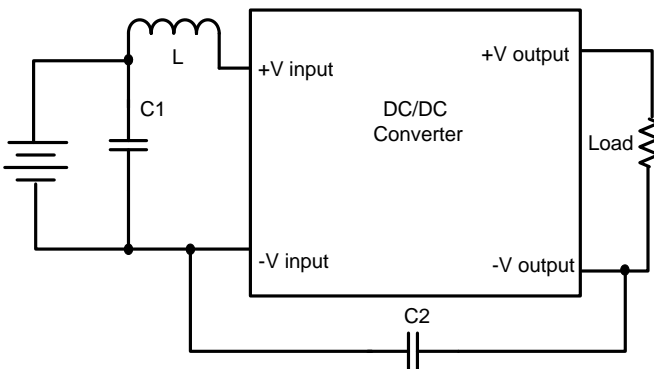 L
+V input
+V output
C1
DC/DC
Converter
Load
-V input
-V output
C2